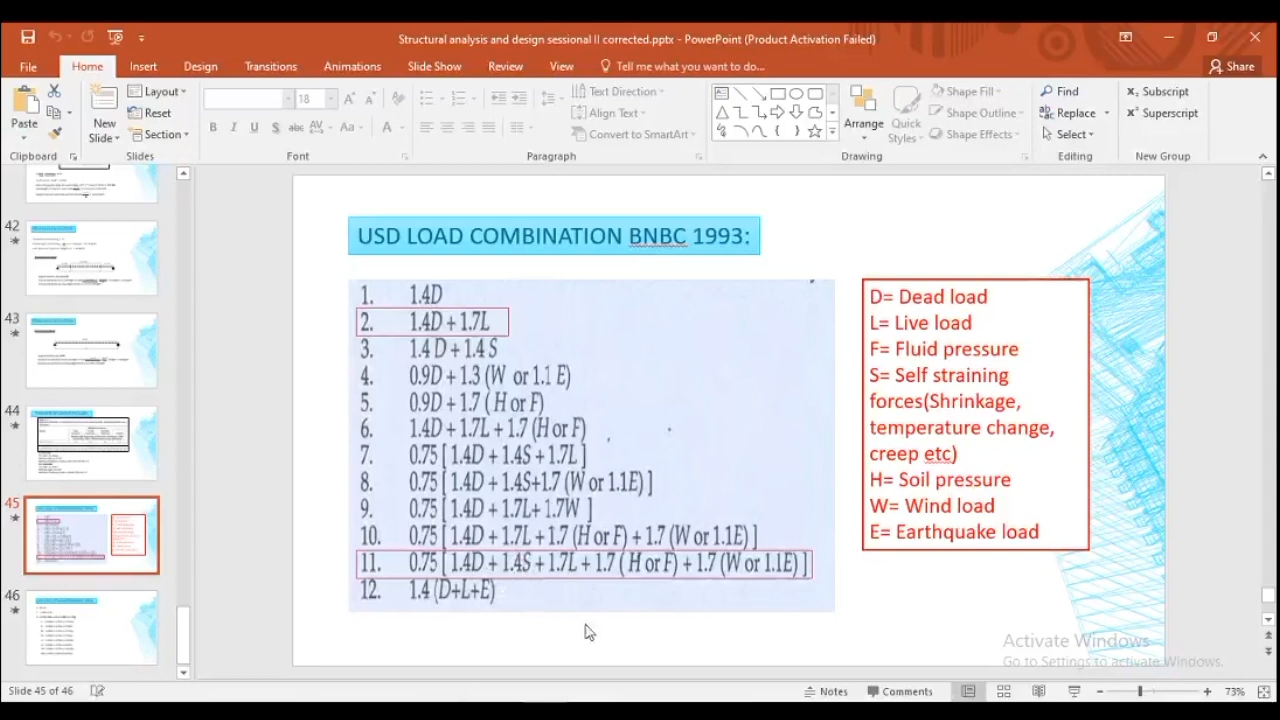 Structural analysis and design sessional II corrected.pptx - PowerPoint (Product Activation Failed)
File Home Insert Design Transitions Animations Slide Show Review View Tell me what you want to do... Share
Paste
Clipboard
New
Slide
Layout
Reset
Section
Slides
18
Font
Text Direction
Align Text
Convert to SmartArt
Paragraph
Arrange
Quick
Styles
Shape Fill
Shape Outline
Shape Effects
Drawing
Find
Replace
Select
Editing
Subscript
Superscript
New Group
42
43
44
45
46
USD LOAD COMBINATION BNBC 1993:
1. 1.4D
2. 1.4D + 1.7L
3. 1.4 D + 1.4 S
4. 0.9D + 1.3 (W or 1.1 E)
5. 0.9D + 1.7 ( H or F)
6. 1.4D + 1.7L + 1.7 (H or F)
7. 0.75 [ 1.4D + 1.4S + 1.7L ]
8. 0.75 [ 1.4D + 1.4S+1.7 (W or 1.1E) ]
9. 0.75 [ 1.4D + 1.7L+ 1.7W ]
10. 0.75 [ 1.4D + 1.7L + 1.7 (H or F) + 1.7 (W or 1.1E) ]
11. 0.75 [ 1.4D + 1.4S + 1.7L + 1.7 ( H or F) + 1.7 (W or 1.1E) ]
12. 1.4 (D+L+E)
D= Dead load
L= Live load
F= Fluid pressure
S= Self straining
forces(Shrinkage,
temperature change,
creep etc)
H= Soil pressure
W= Wind load
E= Earthquake load
Activate Windows
Go to Settings to activate Windows.
Slide 45 of 46
Notes Comments 73%